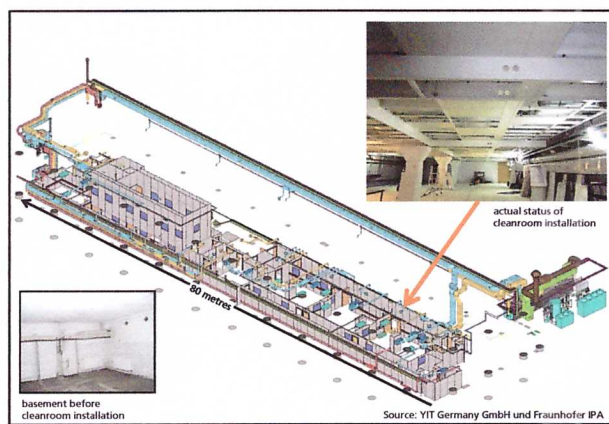 actual status of
cleanroom installation
80 metres
basement before
cleanroom installation
Source: YIT Germany GmbH und Fraunhofer IPA